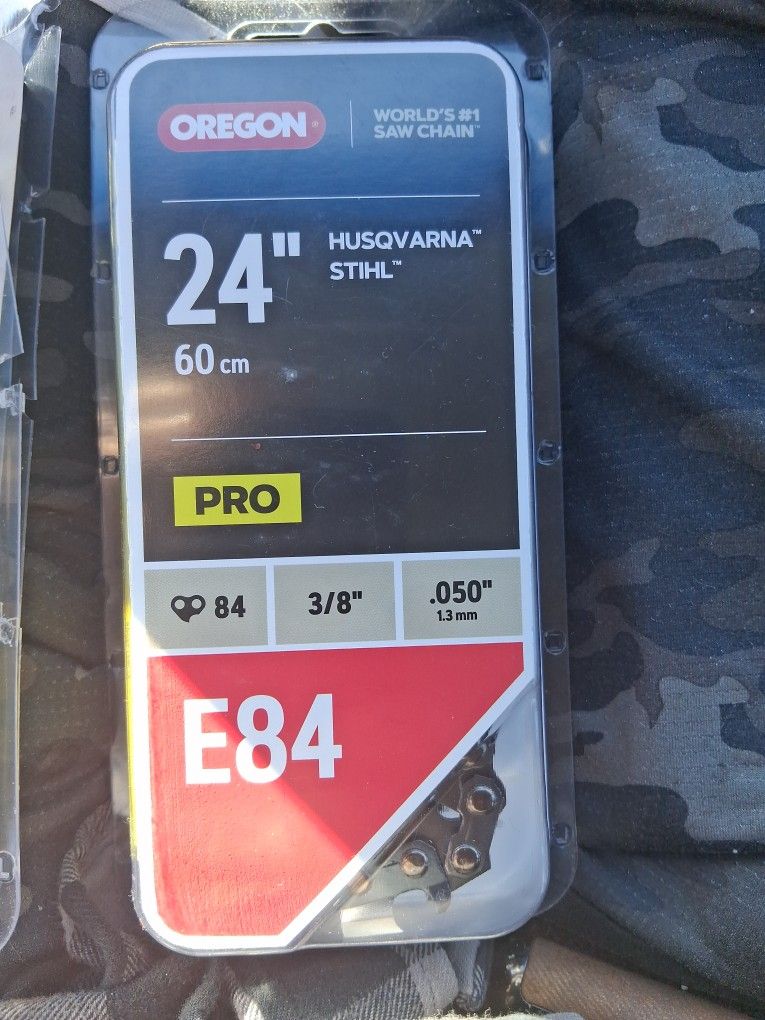 OREGON®
WORLD'S #1
SAW CHAIN™
24"
HUSQVARNA™
STIHL™
60 cm
PRO
84
3/8"
.050"
1.3 mm
E84